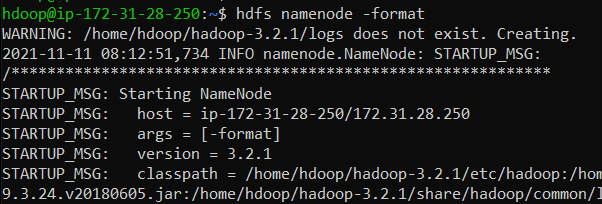 hdoop@ip-172-31-28-250:~$ hdfs namenode -format
WARNING: /home/hdoop/hadoop-3.2.1/logs does not exist. Creating.
2021-11-11 08:12:51,734 INFO namenode.NameNode: STARTUP_MSG:
/************************************************************
STARTUP_MSG: Starting NameNode
STARTUP_MSG:   host = ip-172-31-28-250/172.31.28.250
STARTUP_MSG:   args = [-format]
STARTUP_MSG:   version = 3.2.1
STARTUP_MSG:   classpath = /home/hdoop/hadoop-3.2.1/etc/hadoop:/hom
9.3.24.v20180605.jar:/home/hdoop/hadoop-3.2.1/share/hadoop/common/l